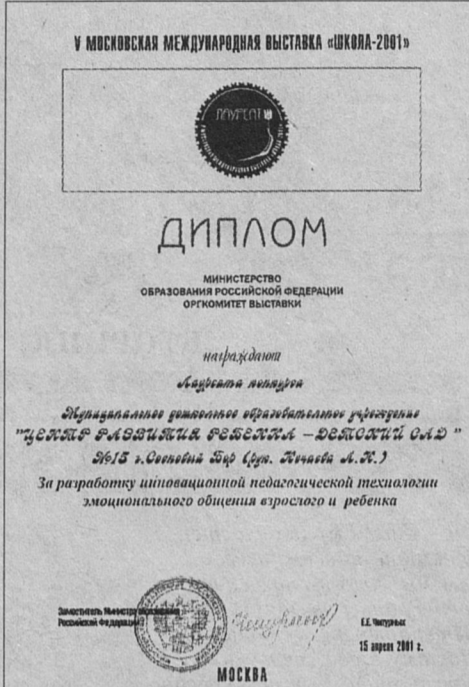 V МОСКОВСКАЯ МЕЖДУНАРОДНАЯ ВЫСТАВКА «ШКОЛА-2001»
ЛАУРЕАТ
ДИПЛОМ
МИНИСТЕРСТВО
ОБРАЗОВАНИЯ РОССИЙСКОЙ ФЕДЕРАЦИИ
ОРГКОМИТЕТ ВЫСТАВКИ
награждают
Лауреата конкурса
Муниципальное дошкольное образовательное учреждение
"ЦЕНТР РАЗВИТИЯ РЕБЕНКА – ДЕТСКИЙ САД"
№15 г.Сосновый Бор (рук. Нечаева А.Н.)
За разработку инновационной педагогической технологии
эмоционального общения взрослого и ребенка
Заместитель Министра образования
Российской Федерации
Е.Е. Чепурных
15 апреля 2001 г.
МОСКВА